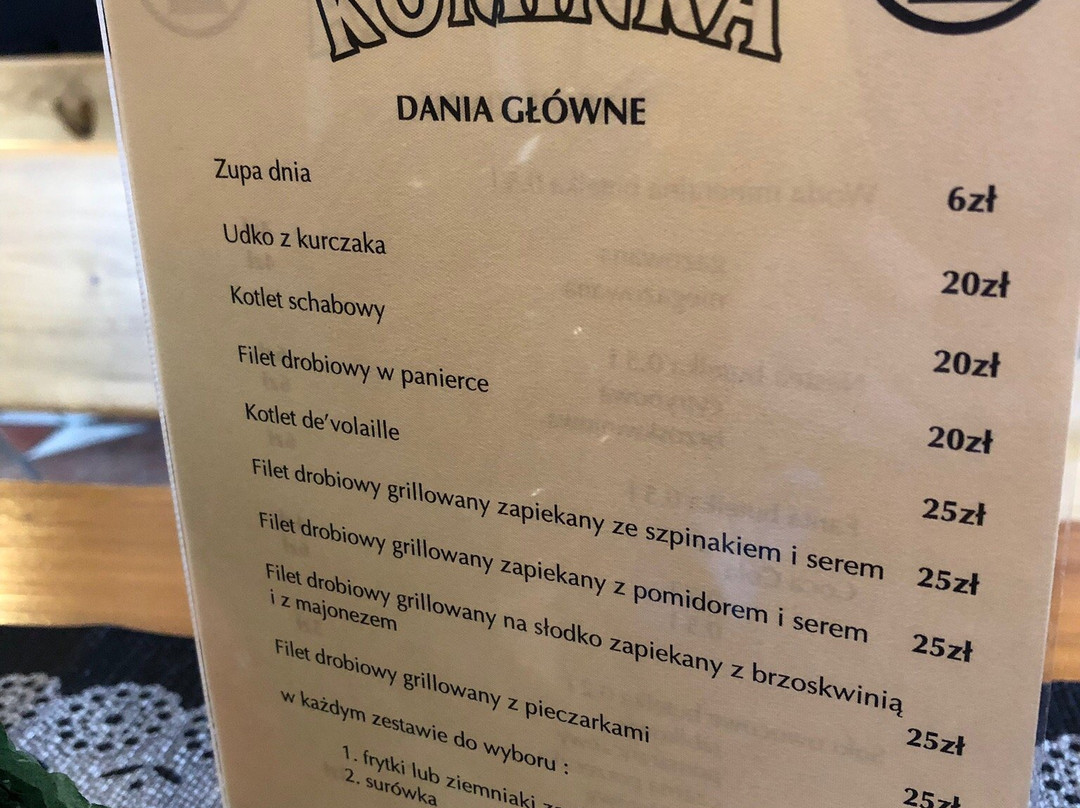 DANIA GŁÓWNE
Zupa dnia 6zł
Udko z kurczaka 20zł
Kotlet schabowy 20zł
Filet drobiowy w panierce 20zł
Kotlet de'volaille 25zł
Filet drobiowy grillowany zapiekany ze szpinakiem i serem 25zł
Filet drobiowy grillowany zapiekany z pomidorem i serem 25zł
Filet drobiowy grillowany na słodko zapiekany z brzoskwinią
i z majonezem 25zł
Filet drobiowy grillowany z pieczarkami 25zł
w każdym zestawie do wyboru :
1. frytki lub ziemniaki
2. surówka